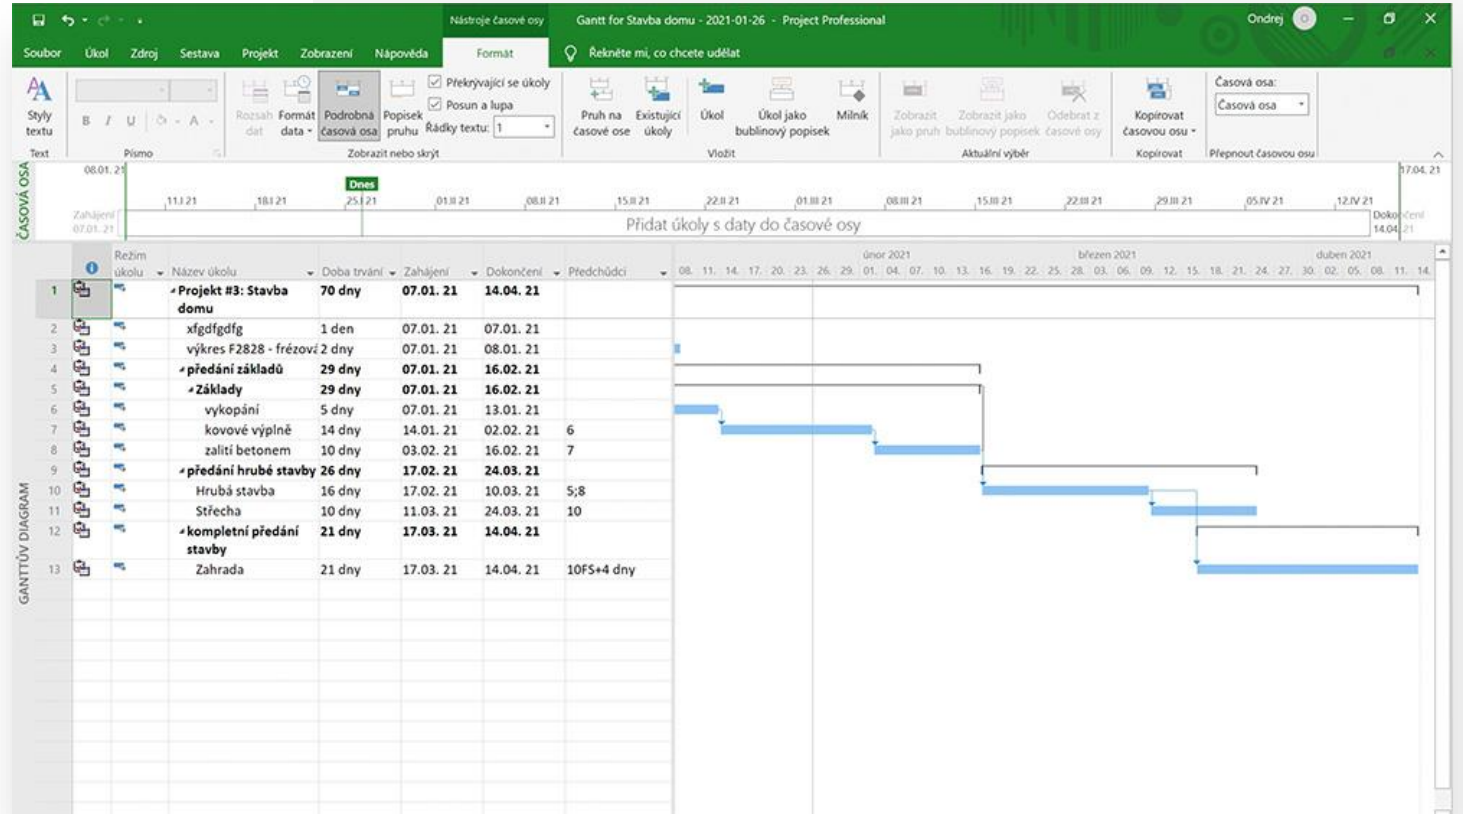 Nástroje časové osy
Gantt for Stavba domu - 2021-01-26 - Project Professional
Ondrej
O
Soubor Úkol Zdroj Sestava Projekt Zobrazení Nápověda Formát Řekněte mi, co chcete udělat
Styly textu
Text
B I U A
Písmo
Rozsah dat
Formát data
Podrobná časová osa
Popisek pruhu
Překrývající se úkoly
Posun a lupa
Řádky textu: 1
Zobrazit nebo skrýt
Pruh na časové ose
Existující úkoly
Úkol
Úkol jako bublinový popisek
Milník
Vložit
Zobrazit jako pruh
Zobrazit jako bublinový popisek
Odebrat z časové osy
Aktuální výběr
Kopírovat časovou osu
Kopírovat
Časová osa:
Časová osa
Přepnout časovou osu
ČASOVÁ OSA
08.01. 21
17.04. 21
Dnes
11.I 21 18.I 21 25.I 21 01.II 21 08.II 21 15.II 21 22.II 21 01.III 21 08.III 21 15.III 21 22.III 21 29.III 21 05.IV 21 12.IV 21
Zahájení
07.01. 21
Přidat úkoly s daty do časové osy
Dokončení
14.04. 21
Režim úkolu Název úkolu Doba trvání Zahájení Dokončení Předchůdci
únor 2021 březen 2021 duben 2021
08. 11. 14. 17. 20. 23. 26. 29. 01. 04. 07. 10. 13. 16. 19. 22. 25. 28. 03. 06. 09. 12. 15. 18. 21. 24. 27. 30. 02. 05. 08. 11. 14.
1 Projekt #3: Stavba domu 70 dny 07.01. 21 14.04. 21
2 xfgdfgdfg 1 den 07.01. 21 07.01. 21
3 výkres F2828 - frézová 2 dny 07.01. 21 08.01. 21
4 předání základů 29 dny 07.01. 21 16.02. 21
5 Základy 29 dny 07.01. 21 16.02. 21
6 vykopání 5 dny 07.01. 21 13.01. 21
7 kovové výplně 14 dny 14.01. 21 02.02. 21 6
8 zalití betonem 10 dny 03.02. 21 16.02. 21 7
9 předání hrubé stavby 26 dny 17.02. 21 24.03. 21
10 Hrubá stavba 16 dny 17.02. 21 10.03. 21 5;8
11 Střecha 10 dny 11.03. 21 24.03. 21 10
12 kompletní předání stavby 21 dny 17.03. 21 14.04. 21
13 Zahrada 21 dny 17.03. 21 14.04. 21 10FS+4 dny
GANTTŮV DIAGRAM